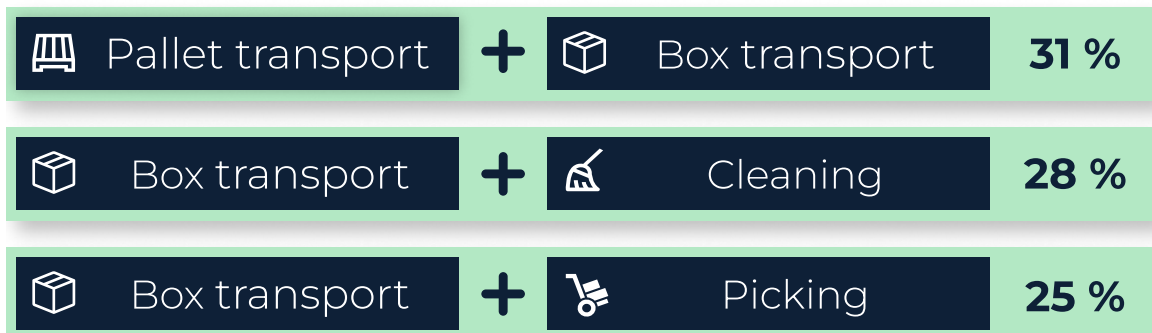 Pallet transport + Box transport 31 %
Box transport + Cleaning 28 %
Box transport + Picking 25 %